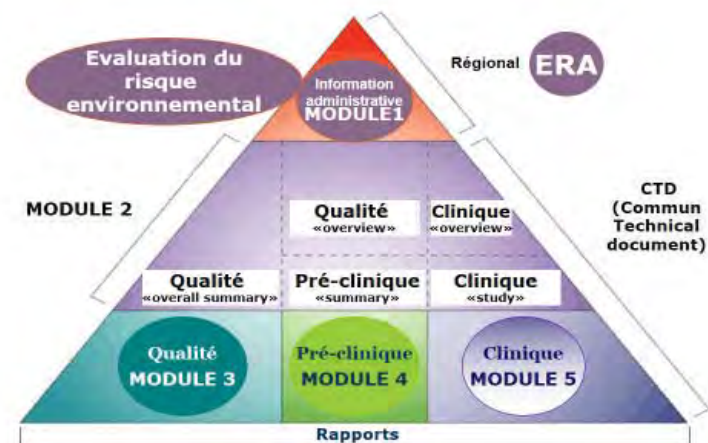 Evaluation du
risque
environnemental
Information
administrative
MODULE1
Régional
ERA
MODULE 2
Qualité
«overview»
Clinique
«overview»
CTD
(Commun
Technical
document)
Qualité
«overall summary»
Pré-clinique
«summary»
Clinique
«study»
Qualité
MODULE 3
Pré-clinique
MODULE 4
Clinique
MODULE 5
Rapports